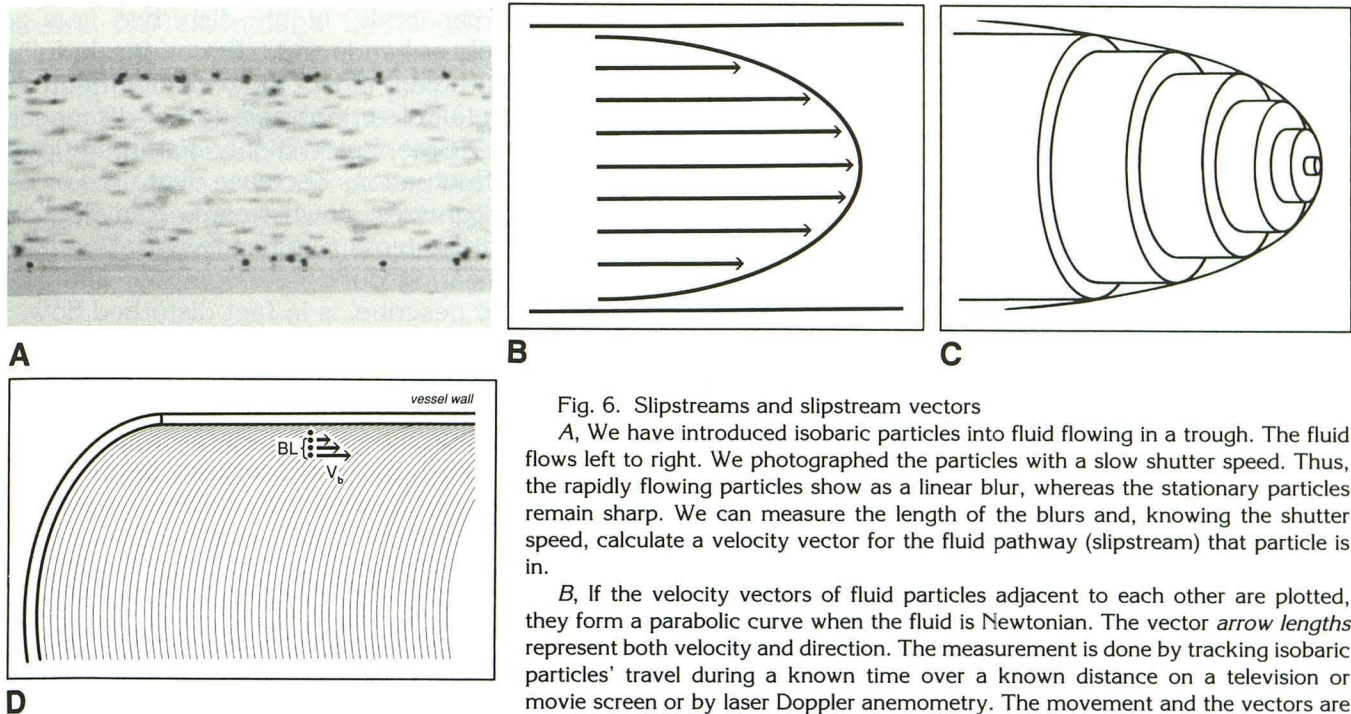 A
B
C
vessel wall
BL{
V_b
D
Fig. 6. Slipstreams and slipstream vectors
A, We have introduced isobaric particles into fluid flowing in a trough. The fluid
flows left to right. We photographed the particles with a slow shutter speed. Thus,
the rapidly flowing particles show as a linear blur, whereas the stationary particles
remain sharp. We can measure the length of the blurs and, knowing the shutter
speed, calculate a velocity vector for the fluid pathway (slipstream) that particle is
in.
B, If the velocity vectors of fluid particles adjacent to each other are plotted,
they form a parabolic curve when the fluid is Newtonian. The vector arrow lengths
represent both velocity and direction. The measurement is done by tracking isobaric
particles' travel during a known time over a known distance on a television or
movie screen or by laser Doppler anemometry. The movement and the vectors are